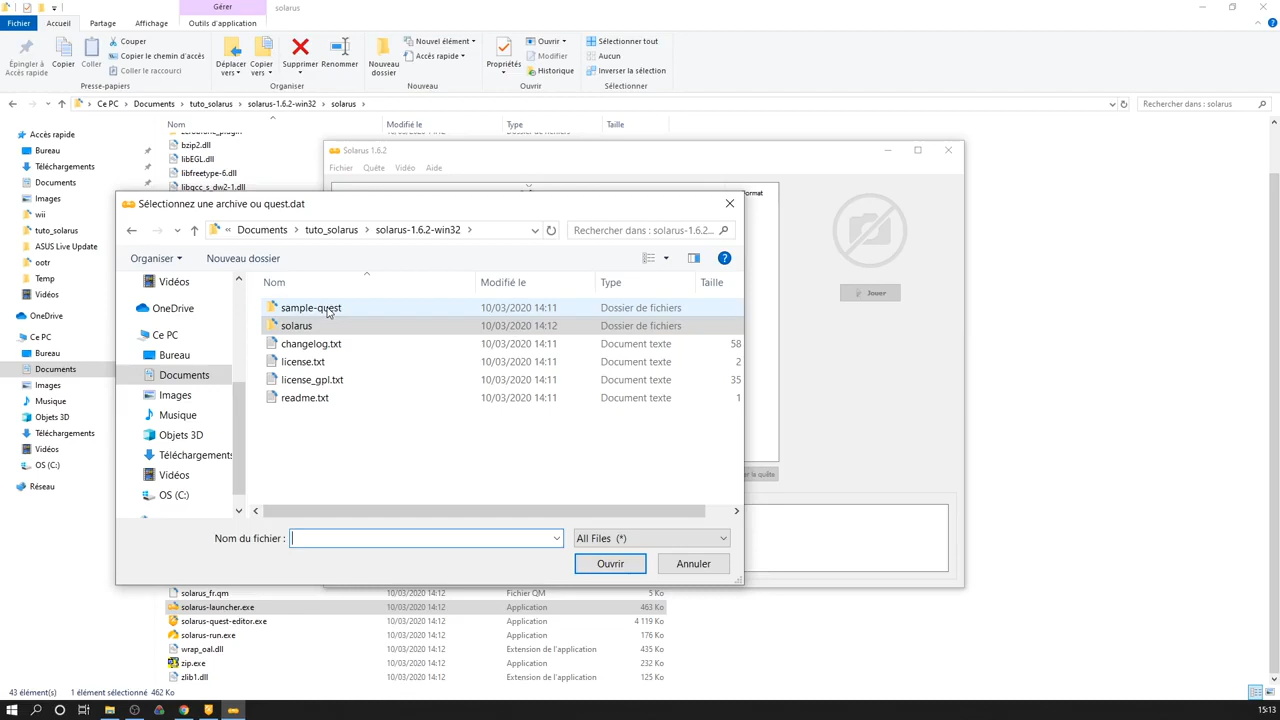 Gérer
solarus
Fichier
Accueil
Partage
Affichage
Outils d'application
Épingler à Accès rapide
Copier
Coller
Couper
Copier le chemin d'accès
Coller le raccourci
Déplacer vers
Copier vers
Supprimer
Renommer
Nouveau dossier
Nouvel élément
Accès rapide
Propriétés
Ouvrir
Modifier
Historique
Sélectionner tout
Aucun
Inverser la sélection
Presse-papiers
Organiser
Nouveau
Ouvrir
Sélectionner
Ce PC > Documents > tuto_solarus > solarus-1.6.2-win32 > solarus >
Rechercher dans : solarus
Nom
Modifié le
Type
Taille
Accès rapide
Bureau
Téléchargements
Documents
Images
wii
tuto_solarus
ASUS Live Update
ootr
Temp
Vidéos
OneDrive
Ce PC
Bureau
Documents
Images
Musique
Objets 3D
Téléchargements
Vidéos
OS (C:)
Réseau
bzip2.dll
libEGL.dll
libfreetype-6.dll
libgcc_s_dw2-1.dll
Solarus 1.6.2
Fichier
Quête
Vidéo
Aide
Jouer
Sélectionnez une archive ou quest.dat
« Documents > tuto_solarus > solarus-1.6.2-win32 >
Rechercher dans : solarus-1.6.2...
Organiser
Nouveau dossier
Vidéos
OneDrive
Ce PC
Bureau
Documents
Images
Musique
Objets 3D
Téléchargements
Vidéos
OS (C:)
Nom
Modifié le
Type
Taille
sample-quest 10/03/2020 14:11 Dossier de fichiers
solarus 10/03/2020 14:12 Dossier de fichiers
changelog.txt 10/03/2020 14:11 Document texte 58
license.txt 10/03/2020 14:11 Document texte 2
license_gpl.txt 10/03/2020 14:11 Document texte 35
readme.txt 10/03/2020 14:11 Document texte 1
Nom du fichier :
All Files (*)
Ouvrir
Annuler
solarus_fr.qm 10/03/2020 14:12 Fichier QM 5 Ko
solarus-launcher.exe 10/03/2020 14:12 Application 463 Ko
solarus-quest-editor.exe 10/03/2020 14:12 Application 4 119 Ko
solarus-run.exe 10/03/2020 14:12 Application 176 Ko
wrap_oal.dll 10/03/2020 14:12 Extension de l'application 435 Ko
zip.exe 10/03/2020 14:12 Application 232 Ko
zlib1.dll 10/03/2020 14:12 Extension de l'application 125 Ko
43 élément(s)
1 élément sélectionné 462 Ko
15:13